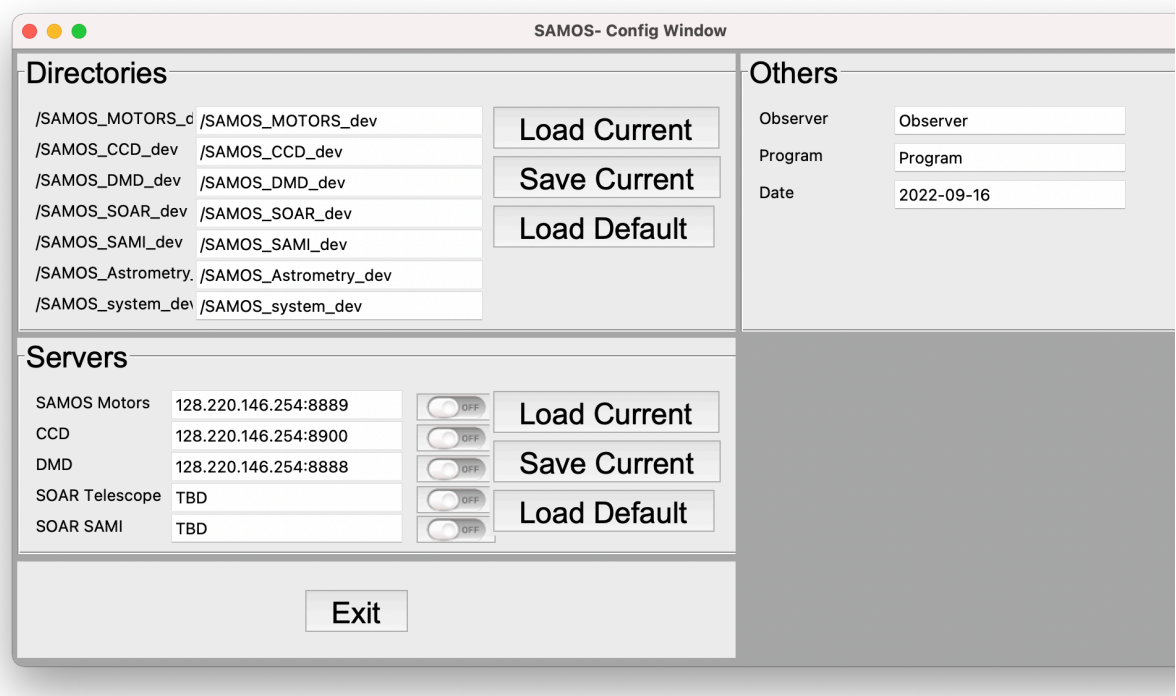 SAMOS- Config Window
Directories
/SAMOS_MOTORS_d /SAMOS_MOTORS_dev
/SAMOS_CCD_dev /SAMOS_CCD_dev
/SAMOS_DMD_dev /SAMOS_DMD_dev
/SAMOS_SOAR_dev /SAMOS_SOAR_dev
/SAMOS_SAMI_dev /SAMOS_SAMI_dev
/SAMOS_Astrometry_ /SAMOS_Astrometry_dev
/SAMOS_system_dev /SAMOS_system_dev
Load Current
Save Current
Load Default
Others
Observer Observer
Program Program
Date 2022-09-16
Servers
SAMOS Motors 128.220.146.254:8889 OFF
CCD 128.220.146.254:8900 OFF
DMD 128.220.146.254:8888 OFF
SOAR Telescope TBD OFF
SOAR SAMI TBD OFF
Load Current
Save Current
Load Default
Exit